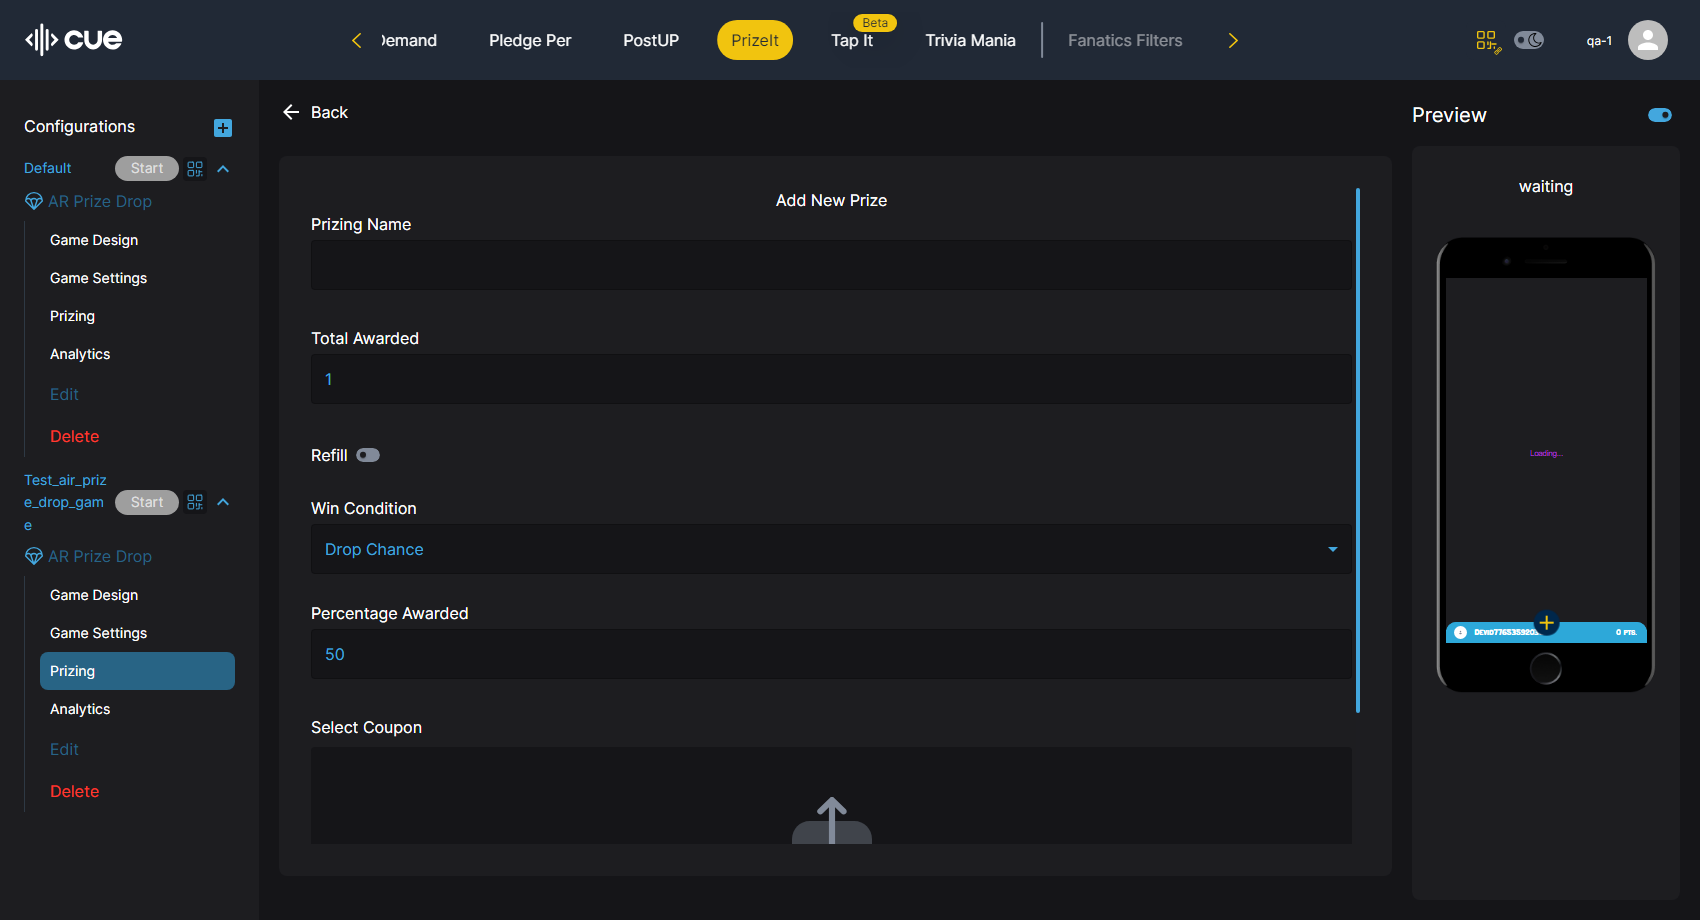 cue
Demand
Pledge Per
PostUP
PrizeIt
Beta
Tap It
Trivia Mania
Fanatics Filters
qa-1
Configurations
Default
Start
AR Prize Drop
Game Design
Game Settings
Prizing
Analytics
Edit
Delete
Test_air_priz
e_drop_gam
e
Start
AR Prize Drop
Game Design
Game Settings
Prizing
Analytics
Edit
Delete
Back
Add New Prize
Prizing Name
Total Awarded
1
Refill
Win Condition
Drop Chance
Percentage Awarded
50
Select Coupon
Preview
waiting
Loading...
0 PTS.